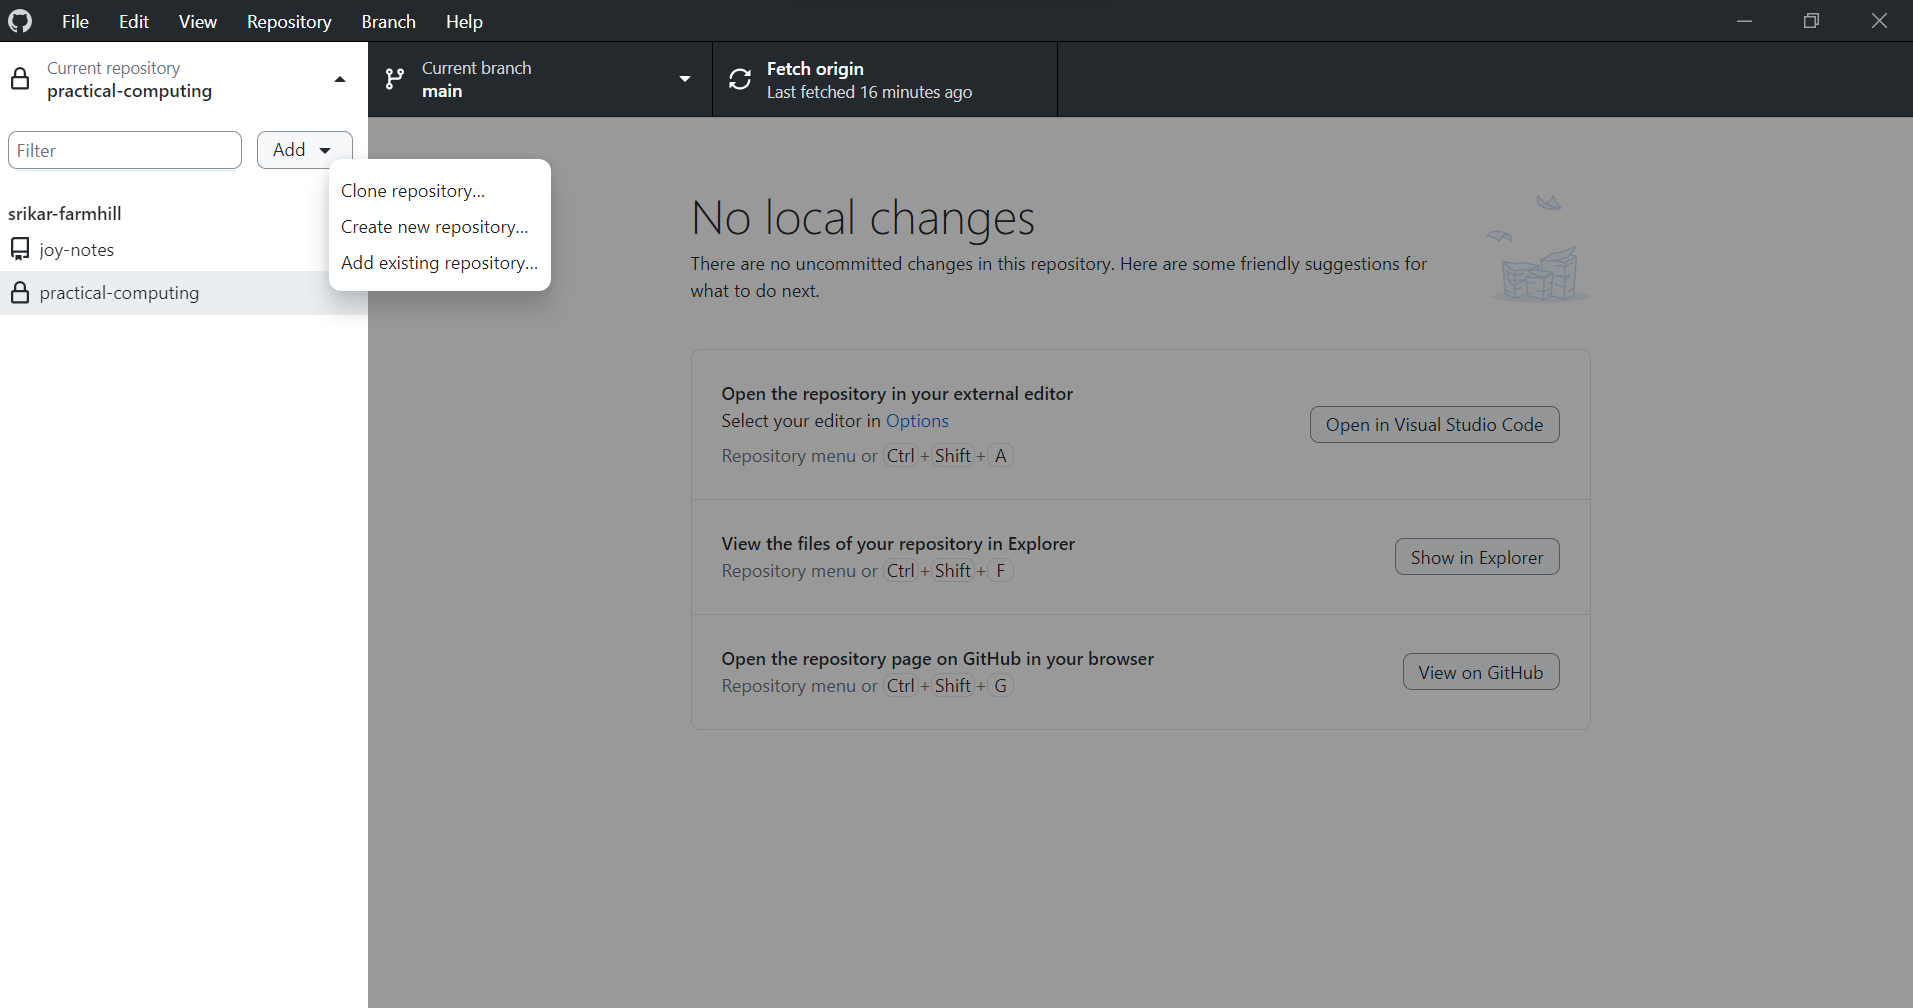 File Edit View Repository Branch Help
Current repository
practical-computing
Current branch
main
Fetch origin
Last fetched 16 minutes ago
Filter
Add
Clone repository...
Create new repository...
Add existing repository...
srikar-farmhill
joy-notes
practical-computing
No local changes
There are no uncommitted changes in this repository. Here are some friendly suggestions for
what to do next.
Open the repository in your external editor
Select your editor in Options
Repository menu or Ctrl + Shift + A
Open in Visual Studio Code
View the files of your repository in Explorer
Repository menu or Ctrl + Shift + F
Show in Explorer
Open the repository page on GitHub in your browser
Repository menu or Ctrl + Shift + G
View on GitHub